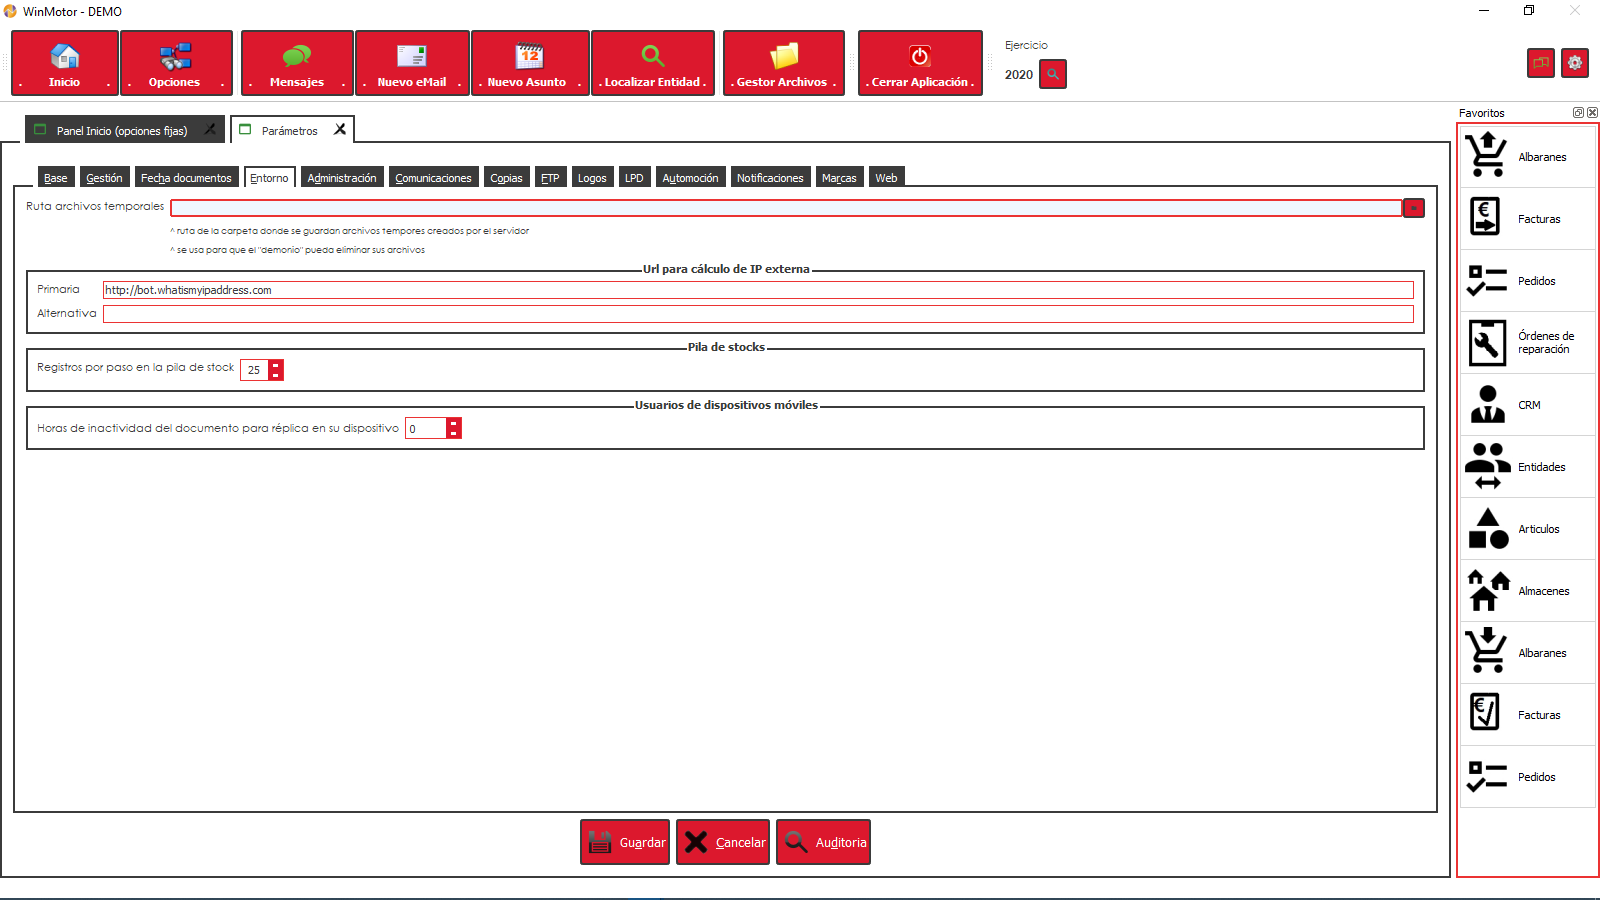 WinMotor - DEMO
. Inicio .
. Opciones .
. Mensajes .
. Nuevo eMail .
. Nuevo Asunto .
. Localizar Entidad .
. Gestor Archivos .
. Cerrar Aplicación .
Ejercicio
2020
Panel Inicio (opciones fijas)
Parámetros
Favoritos
Base
Gestión
Fecha documentos
Entorno
Administración
Comunicaciones
Copias
FTP
Logos
LPD
Automoción
Notificaciones
Marcas
Web
Ruta archivos temporales
^ ruta de la carpeta donde se guardan archivos tempores creados por el servidor
^ se usa para que el "demonio" pueda eliminar sus archivos
Url para cálculo de IP externa
Primaria http://bot.whatismyipaddress.com
Alternativa
Pila de stocks
Registros por paso en la pila de stock 25
Usuarios de dispositivos móviles
Horas de inactividad del documento para réplica en su dispositivo 0
Guardar
Cancelar
Auditoria
Albaranes
Facturas
Pedidos
Órdenes de
reparación
CRM
Entidades
Articulos
Almacenes
Albaranes
Facturas
Pedidos